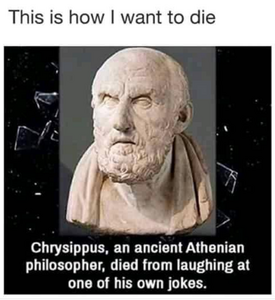 This is how I want to die
Chrysippus, an ancient Athenian
philosopher, died from laughing at
one of his own jokes.